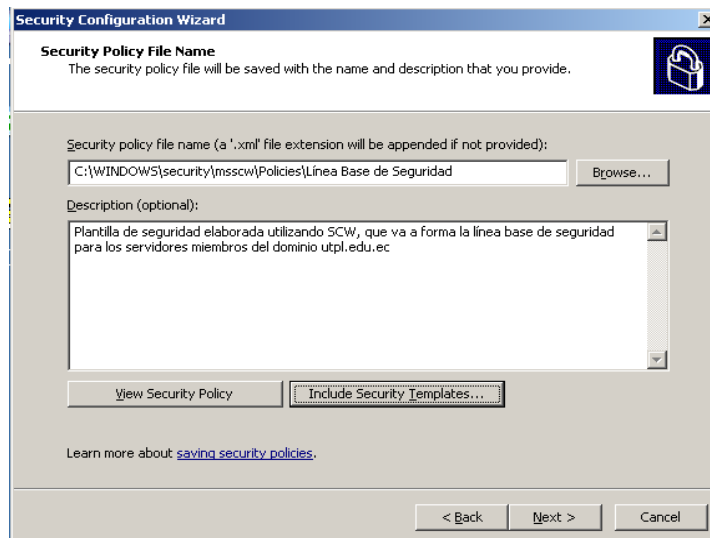 Security Configuration Wizard
Security Policy File Name
The security policy file will be saved with the name and description that you provide.
Security policy file name (a '.xml' file extension will be appended if not provided):
C:\WINDOWS\security\msscw\Policies\Línea Base de Seguridad
Browse...
Description (optional):
Plantilla de seguridad elaborada utilizando SCW, que va a forma la línea base de seguridad
para los servidores miembros del dominio utpl.edu.ec
View Security Policy
Include Security Templates...
Learn more about saving security policies.
< Back
Next >
Cancel